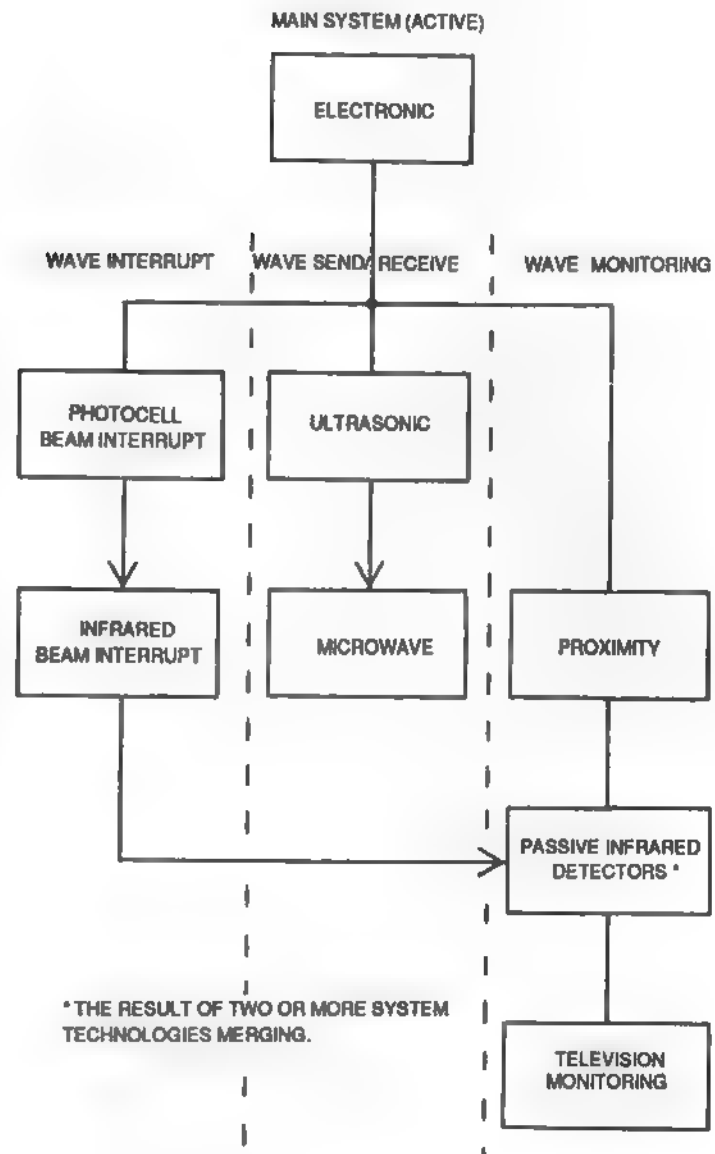 MAIN SYSTEM (ACTIVE)
ELECTRONIC
WAVE INTERRUPT
WAVE SEND/ RECEIVE
WAVE MONITORING
PHOTOCELL
BEAM INTERRUPT
ULTRASONIC
INFRARED
BEAM INTERRUPT
MICROWAVE
PROXIMITY
PASSIVE INFRARED
DETECTORS *
* THE RESULT OF TWO OR MORE SYSTEM
TECHNOLOGIES MERGING.
TELEVISION
MONITORING